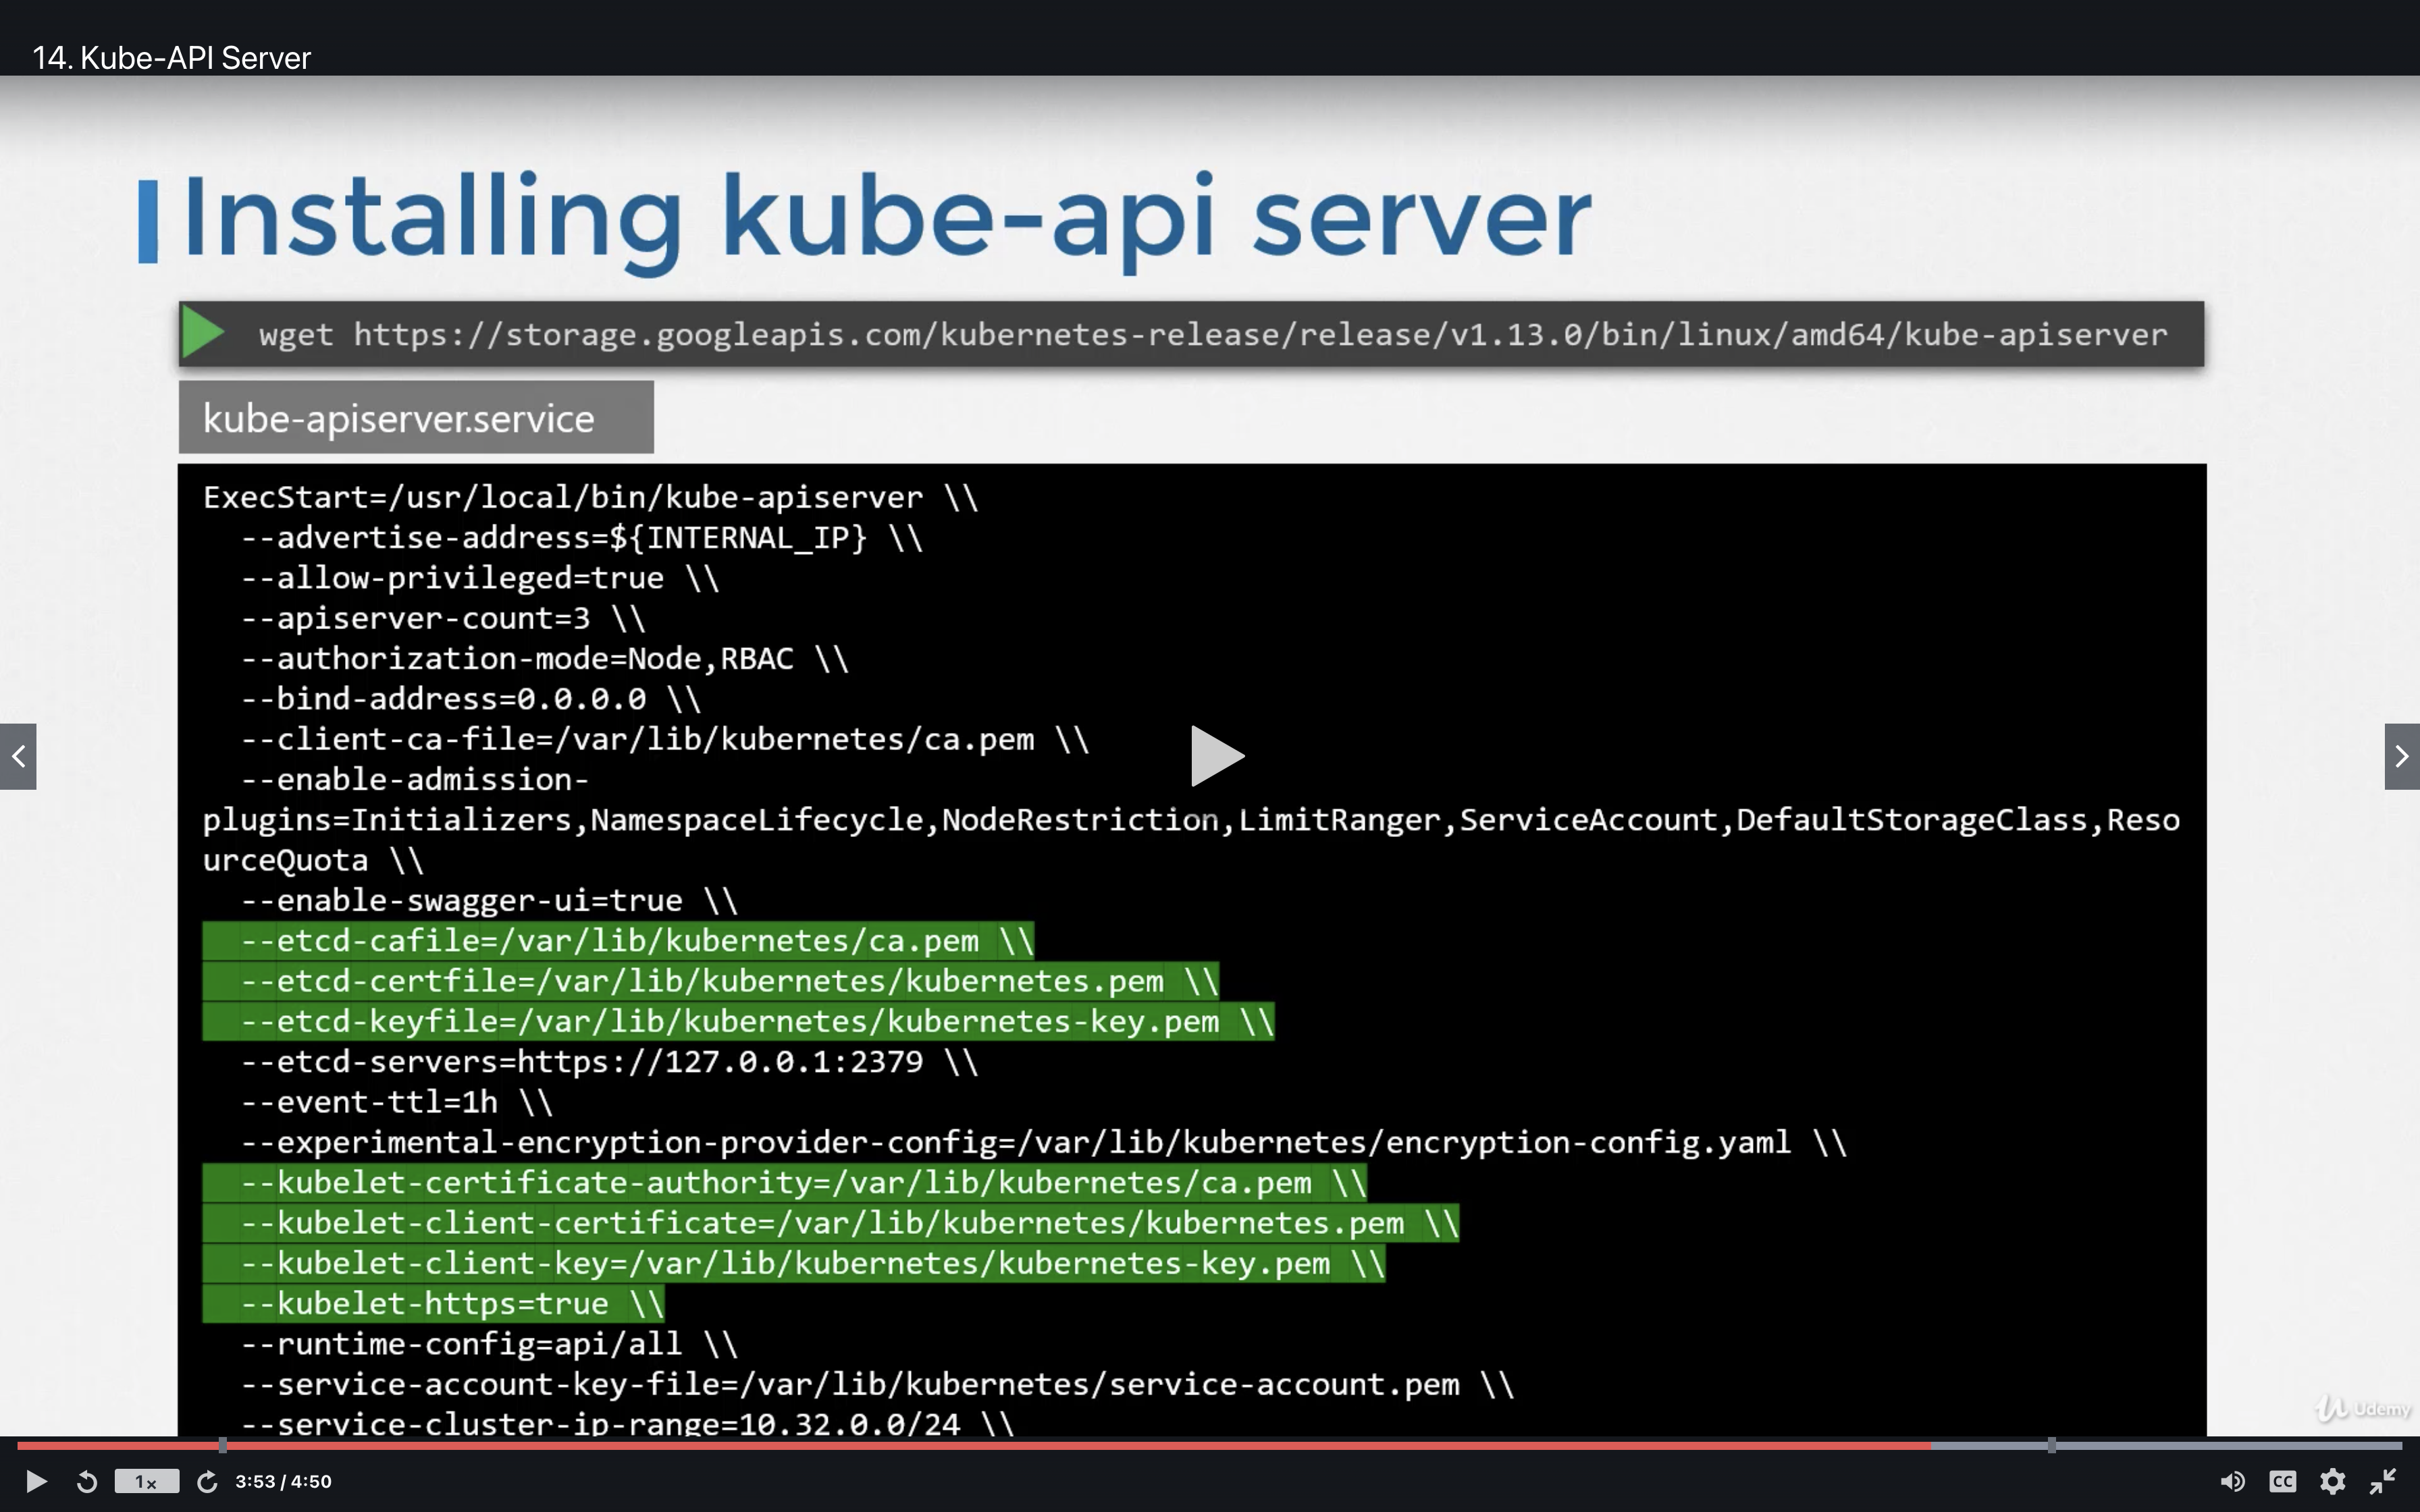 14. Kube-API Server
Installing kube-api server
wget https://storage.googleapis.com/kubernetes-release/release/v1.13.0/bin/linux/amd64/kube-apiserver
kube-apiserver.service
ExecStart=/usr/local/bin/kube-apiserver \\
--advertise-address=${INTERNAL_IP} \\
--allow-privileged=true \\
--apiserver-count=3 \\
--authorization-mode=Node,RBAC \\
--bind-address=0.0.0.0 \\
--client-ca-file=/var/lib/kubernetes/ca.pem \\
--enable-admission-
plugins=Initializers,NamespaceLifecycle,NodeRestriction,LimitRanger,ServiceAccount,DefaultStorageClass,Reso
urceQuota \\
--enable-swagger-ui=true \\
--etcd-cafile=/var/lib/kubernetes/ca.pem \\
--etcd-certfile=/var/lib/kubernetes/kubernetes.pem \\
--etcd-keyfile=/var/lib/kubernetes/kubernetes-key.pem \\
--etcd-servers=https://127.0.0.1:2379 \\
--event-ttl=1h \\
--experimental-encryption-provider-config=/var/lib/kubernetes/encryption-config.yaml \\
--kubelet-certificate-authority=/var/lib/kubernetes/ca.pem \\
--kubelet-client-certificate=/var/lib/kubernetes/kubernetes.pem \\
--kubelet-client-key=/var/lib/kubernetes/kubernetes-key.pem \\
--kubelet-https=true \\
--runtime-config=api/all \\
--service-account-key-file=/var/lib/kubernetes/service-account.pem \\
--service-cluster-ip-range=10.32.0.0/24 \\
Udemy
1x
3:53 / 4:50
CC